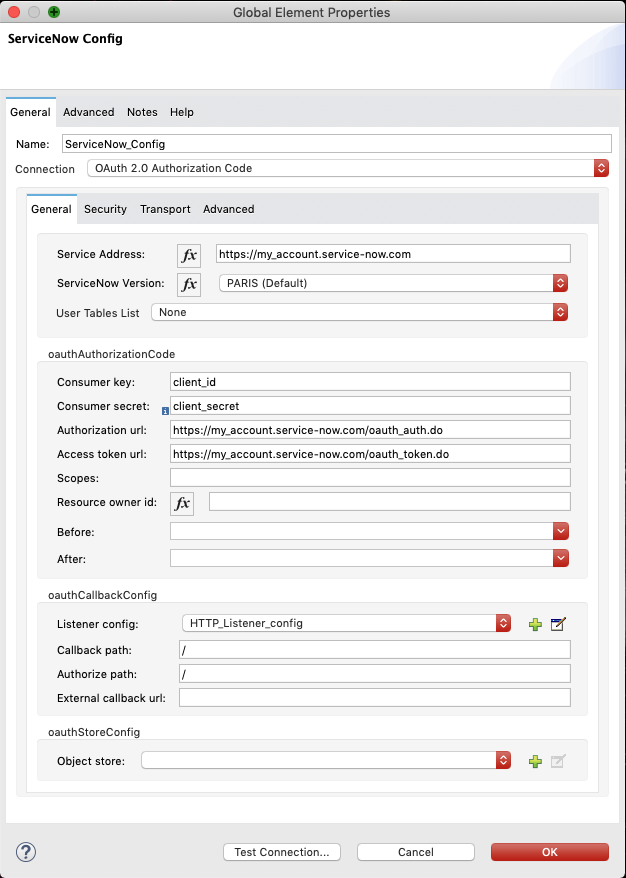 Global Element Properties
ServiceNow Config
General Advanced Notes Help
Name: ServiceNow_Config
Connection OAuth 2.0 Authorization Code
General Security Transport Advanced
Service Address: fx https://my_account.service-now.com
ServiceNow Version: fx PARIS (Default)
User Tables List None
oauthAuthorizationCode
Consumer key: client_id
Consumer secret: i client_secret
Authorization url: https://my_account.service-now.com/oauth_auth.do
Access token url: https://my_account.service-now.com/oauth_token.do
Scopes:
Resource owner id: fx
Before:
After:
oauthCallbackConfig
Listener config: HTTP_Listener_config
Callback path: /
Authorize path: /
External callback url:
oauthStoreConfig
Object store:
? Test Connection... Cancel OK